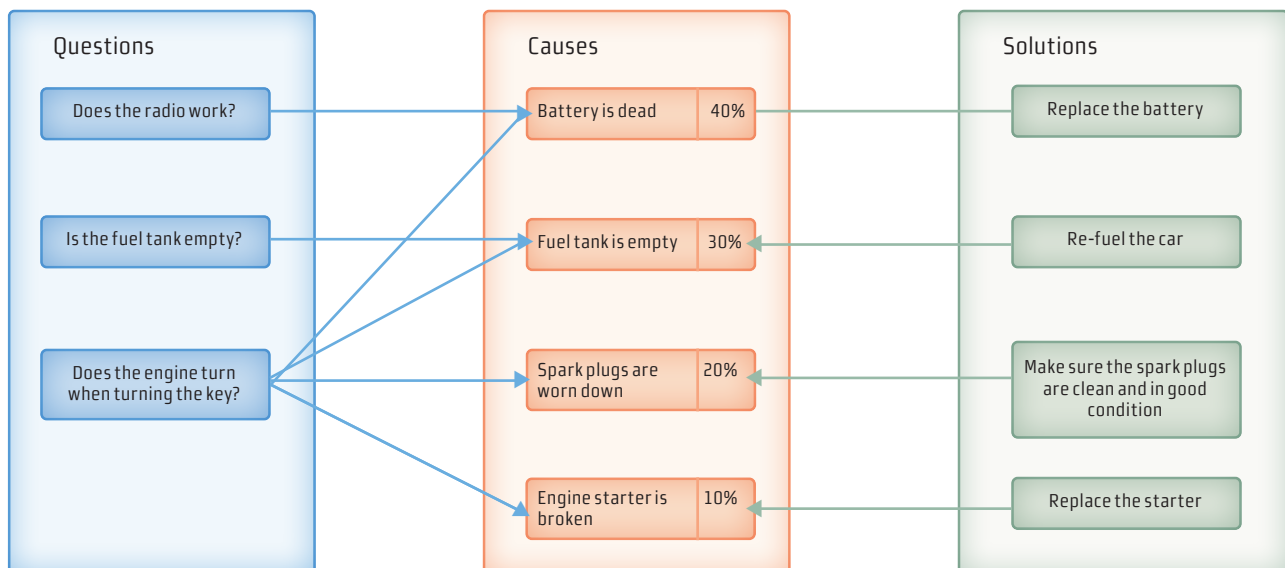 Questions
Does the radio work?
Is the fuel tank empty?
Does the engine turn
when turning the key?
Causes
Battery is dead 40%
Fuel tank is empty 30%
Spark plugs are 20%
worn down
Engine starter is 10%
broken
Solutions
Replace the battery
Re-fuel the car
Make sure the spark plugs
are clean and in good
condition
Replace the starter